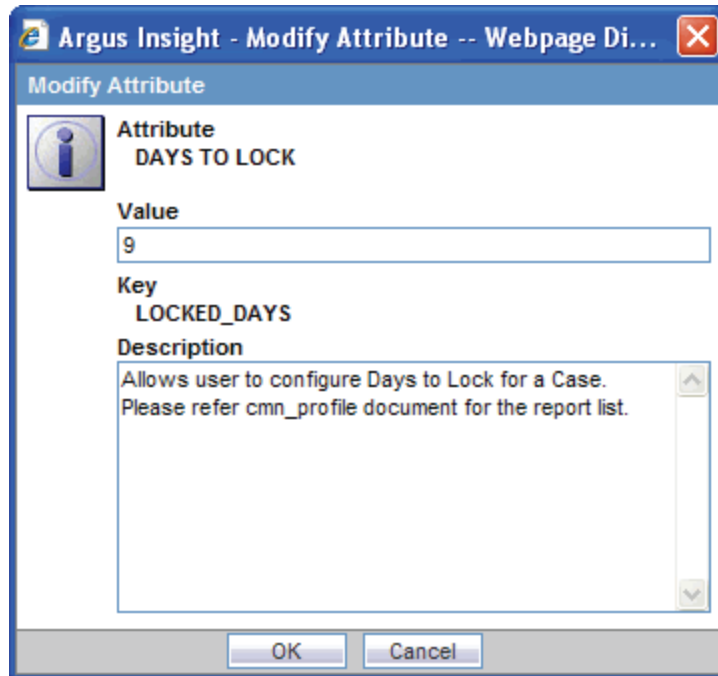 Argus Insight - Modify Attribute -- Webpage Di...
Modify Attribute
Attribute
DAYS TO LOCK
Value
9
Key
LOCKED_DAYS
Description
Allows user to configure Days to Lock for a Case.
Please refer cmn_profile document for the report list.
OK Cancel